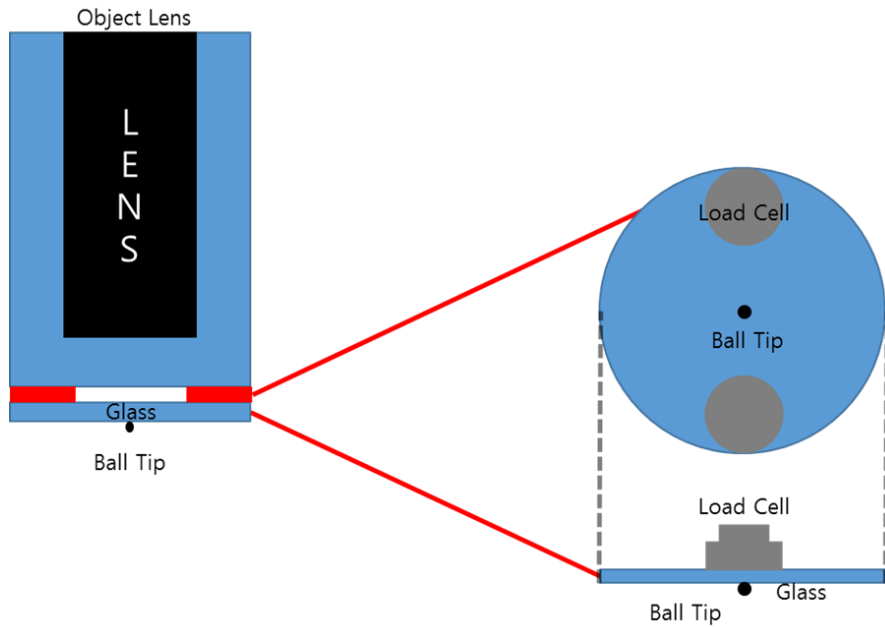 Object Lens
L
E
N
S
Glass
Ball Tip
Load Cell
Ball Tip
Load Cell
Glass
Ball Tip